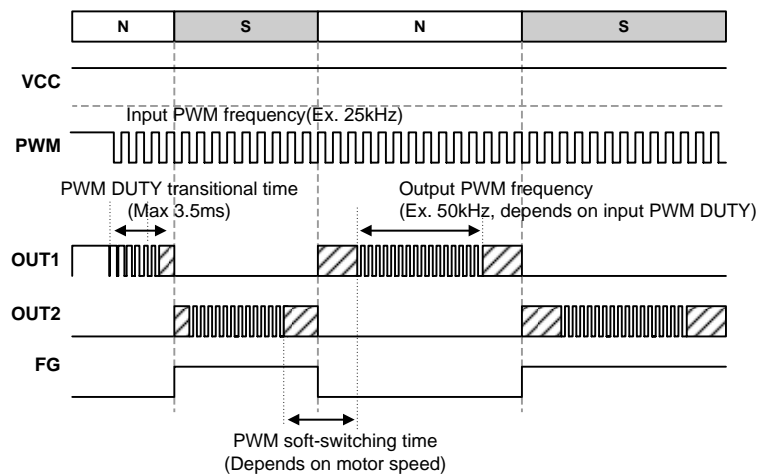 N S N S
VCC
Input PWM frequency(Ex. 25kHz)
PWM
PWM DUTY transitional time
(Max 3.5ms)
Output PWM frequency
(Ex. 50kHz, depends on input PWM DUTY)
OUT1
OUT2
FG
PWM soft-switching time
(Depends on motor speed)